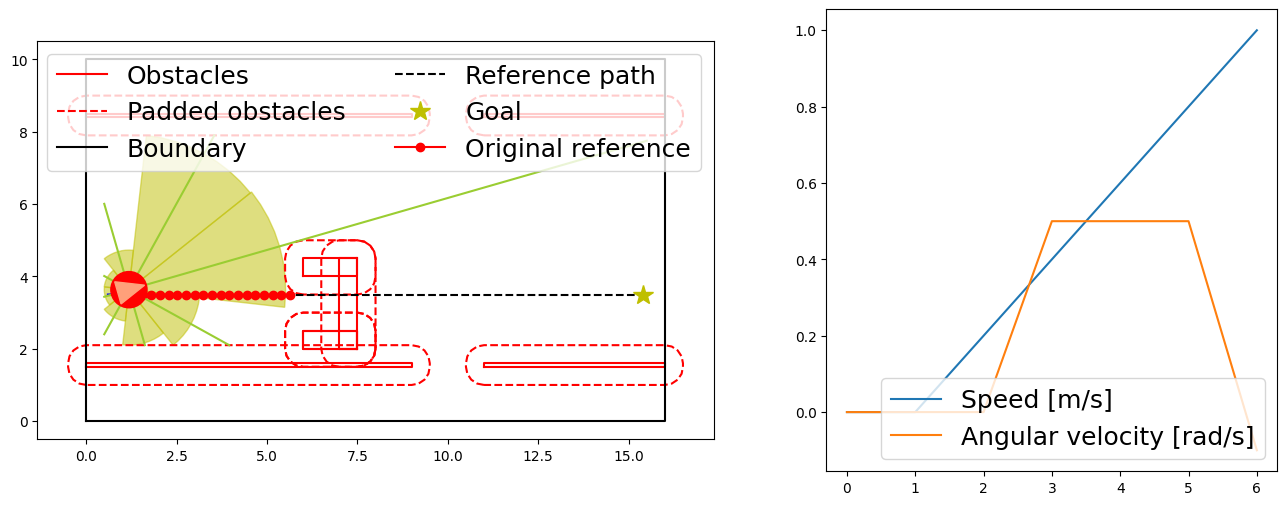 Obstacles
Padded obstacles
Boundary
Reference path
Goal
Original reference
10
8
6
4
2
0
0.0 2.5 5.0 7.5 10.0 12.5 15.0
1.0
0.8
0.6
0.4
0.2
0.0
Speed [m/s]
Angular velocity [rad/s]
0 1 2 3 4 5 6